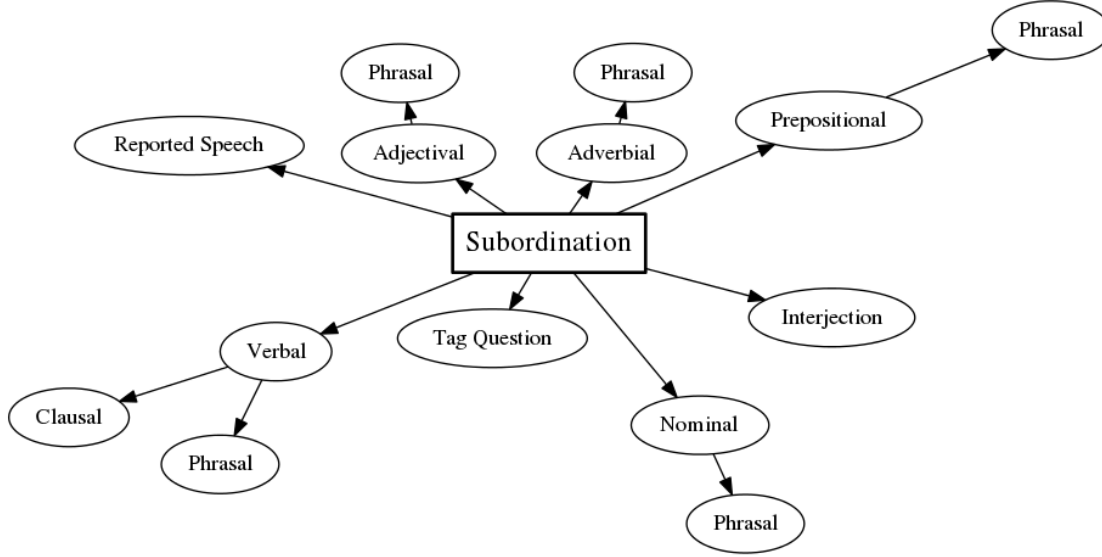 Phrasal
Phrasal
Phrasal
Prepositional
Reported Speech
Adjectival
Adverbial
Subordination
Interjection
Tag Question
Verbal
Clausal
Nominal
Phrasal
Phrasal